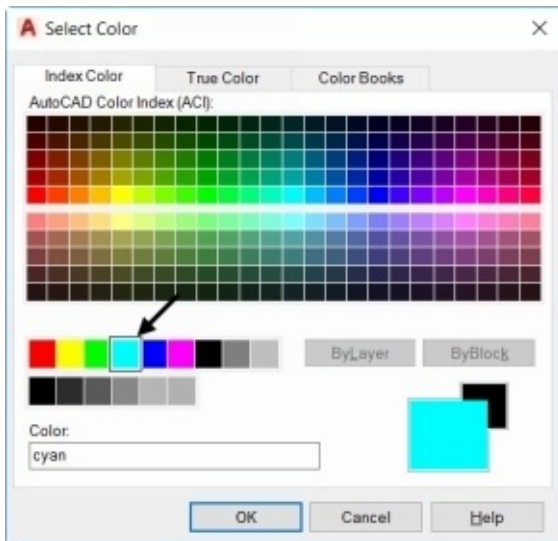 Select Color
Index Color True Color Color Books
AutoCAD Color Index (ACI):
ByLayer ByBlock
Color:
cyan
OK Cancel Help